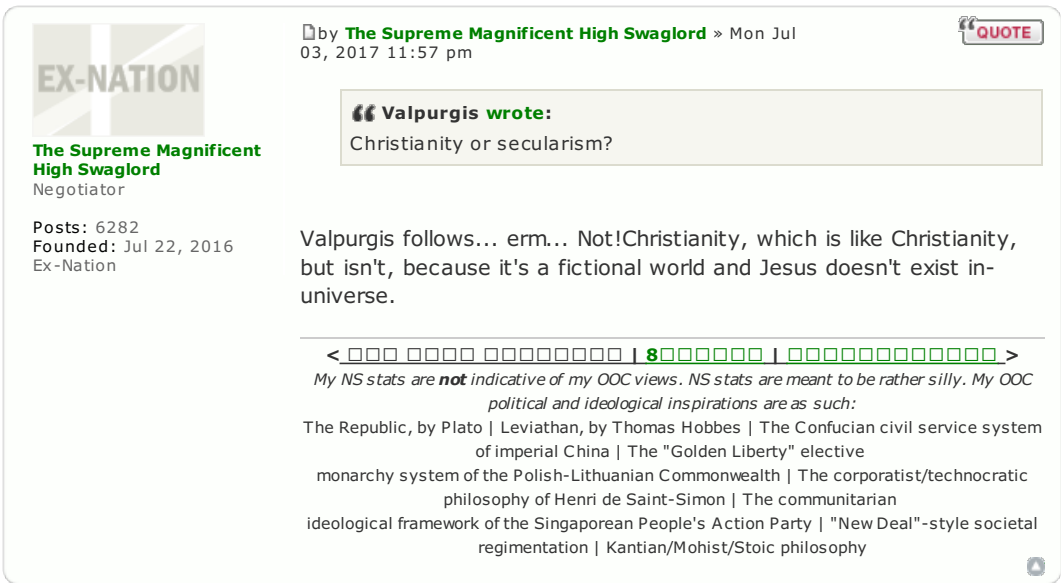 EX-NATION
The Supreme Magnificent
High Swaglord
Negotiator
Posts: 6282
Founded: Jul 22, 2016
Ex-Nation
by The Supreme Magnificent High Swaglord » Mon Jul
03, 2017 11:57 pm
QUOTE
Valpurgis wrote:
Christianity or secularism?
Valpurgis follows... erm... Not!Christianity, which is like Christianity,
but isn't, because it's a fictional world and Jesus doesn't exist in-
universe.
< | 8 | >
My NS stats are not indicative of my OOC views. NS stats are meant to be rather silly. My OOC
political and ideological inspirations are as such:
The Republic, by Plato | Leviathan, by Thomas Hobbes | The Confucian civil service system
of imperial China | The "Golden Liberty" elective
monarchy system of the Polish-Lithuanian Commonwealth | The corporatist/technocratic
philosophy of Henri de Saint-Simon | The communitarian
ideological framework of the Singaporean People's Action Party | "New Deal"-style societal
regimentation | Kantian/Mohist/Stoic philosophy